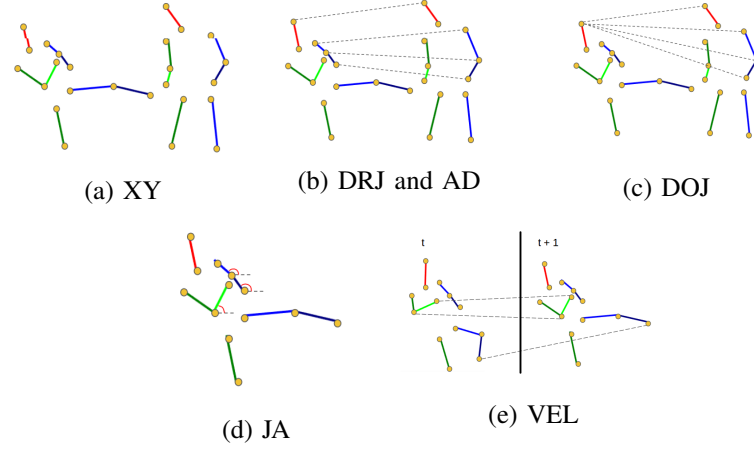 (a) XY
(b) DRJ and AD
(c) DOJ
t
t + 1
(d) JA
(e) VEL